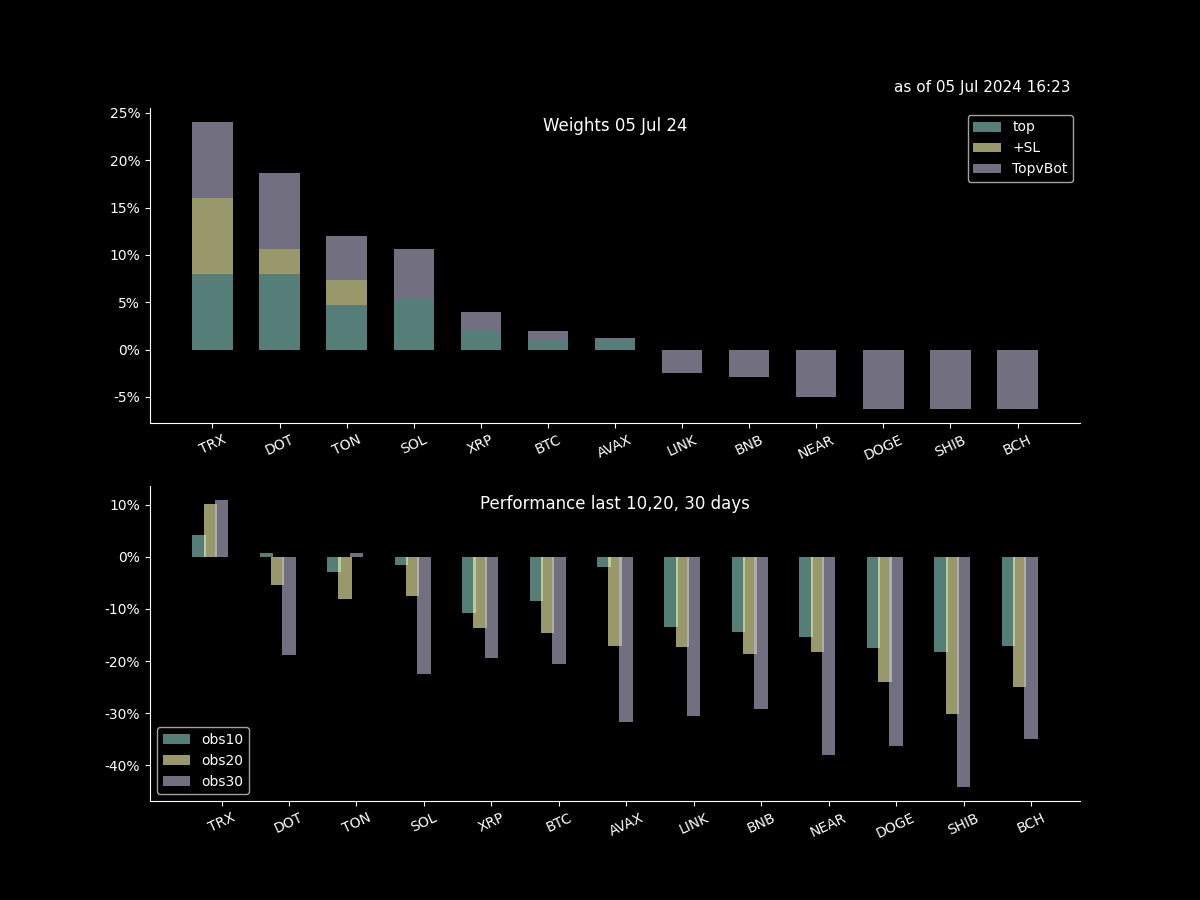 as of 05 Jul 2024 16:23
Weights 05 Jul 24
25%
20%
15%
10%
5%
0%
-5%
top
+SL
TopvBot
TRX DOT TON SOL XRP BTC AVAX LINK BNB NEAR DOGE SHIB BCH
Performance last 10,20, 30 days
10%
0%
-10%
-20%
-30%
-40%
obs10
obs20
obs30
TRX DOT TON SOL XRP BTC AVAX LINK BNB NEAR DOGE SHIB BCH